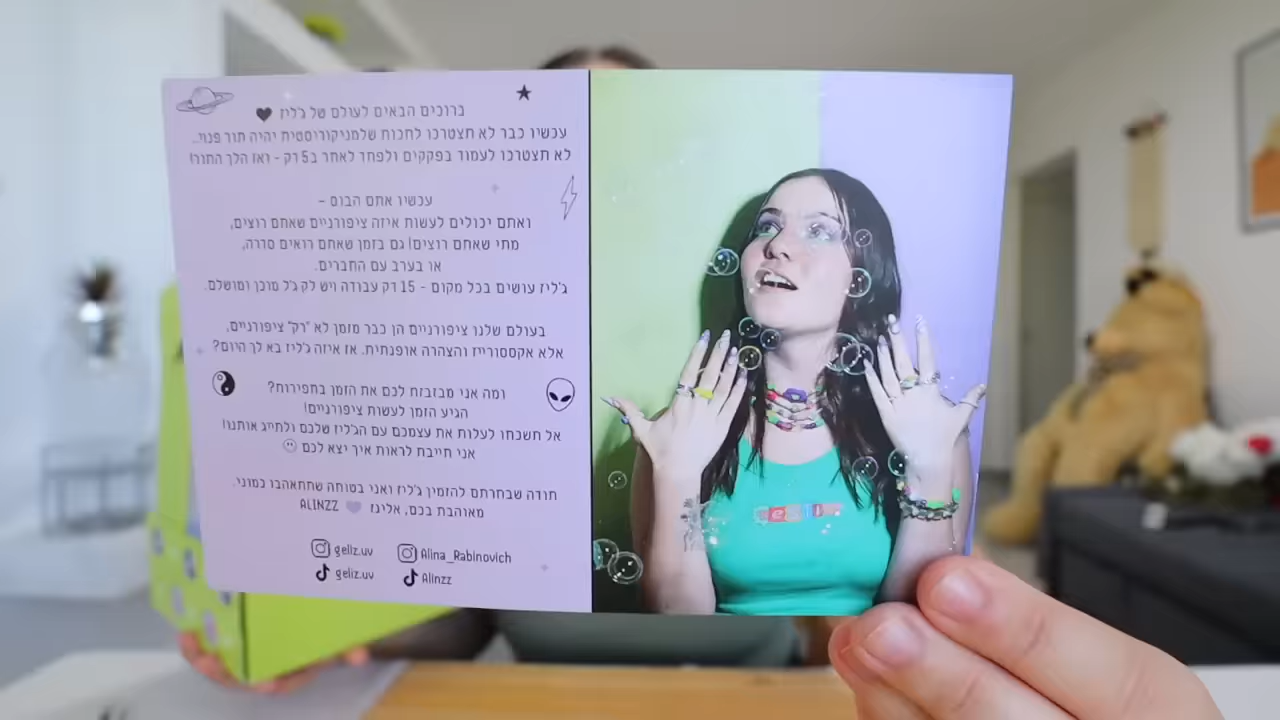 ברוכים הבאים לעולם של ג'ליז
עכשיו כבר לא תצטרכו לחכות שלמניקוריסטית יהיה תור פנוי..
לא תצטרכו לעמוד בפקקים ולפחד לאחר ב5 דק - ואז הלך התור!
עכשיו אתם הבוס -
ואתם יכולים לעשות איזה ציפורניים שאתם רוצים,
מתי שאתם רוצים! גם בזמן שאתם רואים סדרה,
או בערב עם החברים.
ג'ליז עושים בכל מקום - 15 דק עבודה ויש לק ג'ל מוכן ומושלם.
בעולם שלנו ציפורניים הן כבר מזמן לא "רק" ציפורניים,
אלא אקססורייז והצהרה אופנתית. אז איזה ג'ליז בא לך היום?
ומה אני מבזבזת לכם את הזמן בחפירות?
הגיע הזמן לעשות ציפורניים!
אל תשכחו לעלות את עצמכם עם הג'ליז שלכם ולתייג אותנו!
אני חייבת לראות איך יצא לכם
תודה שבחרתם להזמין ג'ליז ואני בטוחה שתתאהבו כמוני.
מאוהבת בכם, אלינז ALINZZ
geliz.uv Alina_Rabinovich
geliz.uv Alinzz